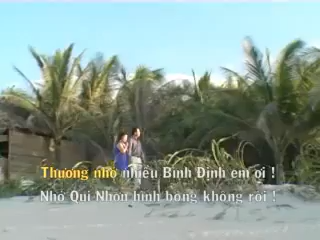 Thương nhớ nhiều Bình Định em ơi !
Nhớ Qui Nhơn hình bóng không rời !